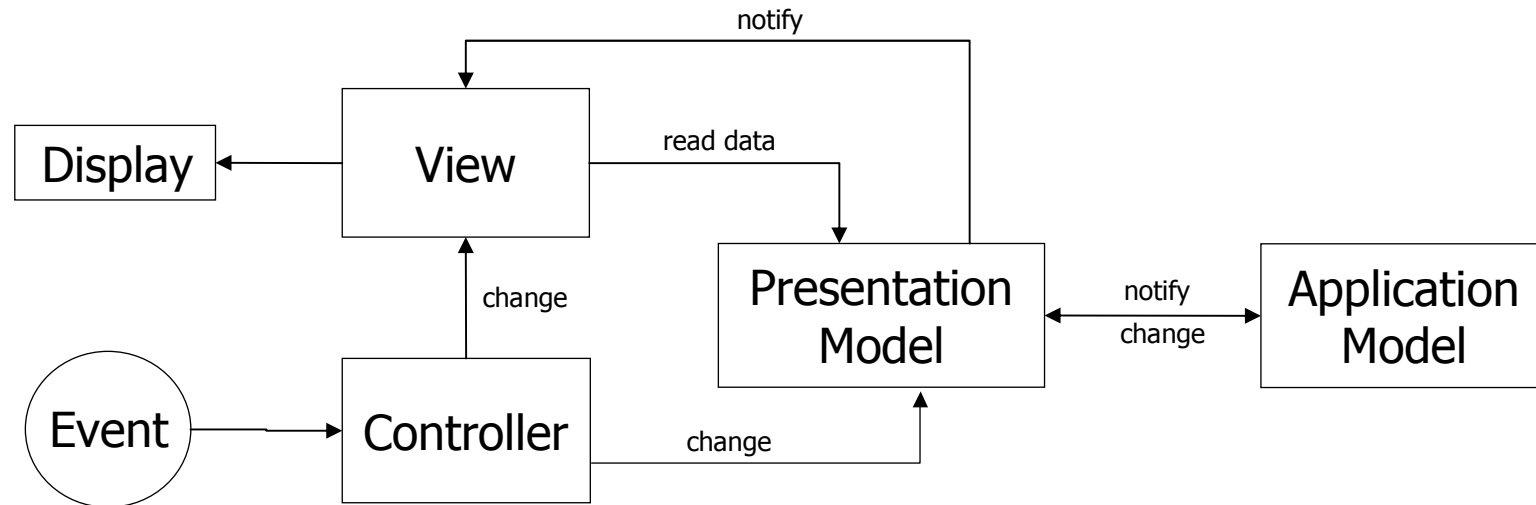 notify
Display
View
read data
change
Presentation
Model
notify
change
Application
Model
Event
Controller
change